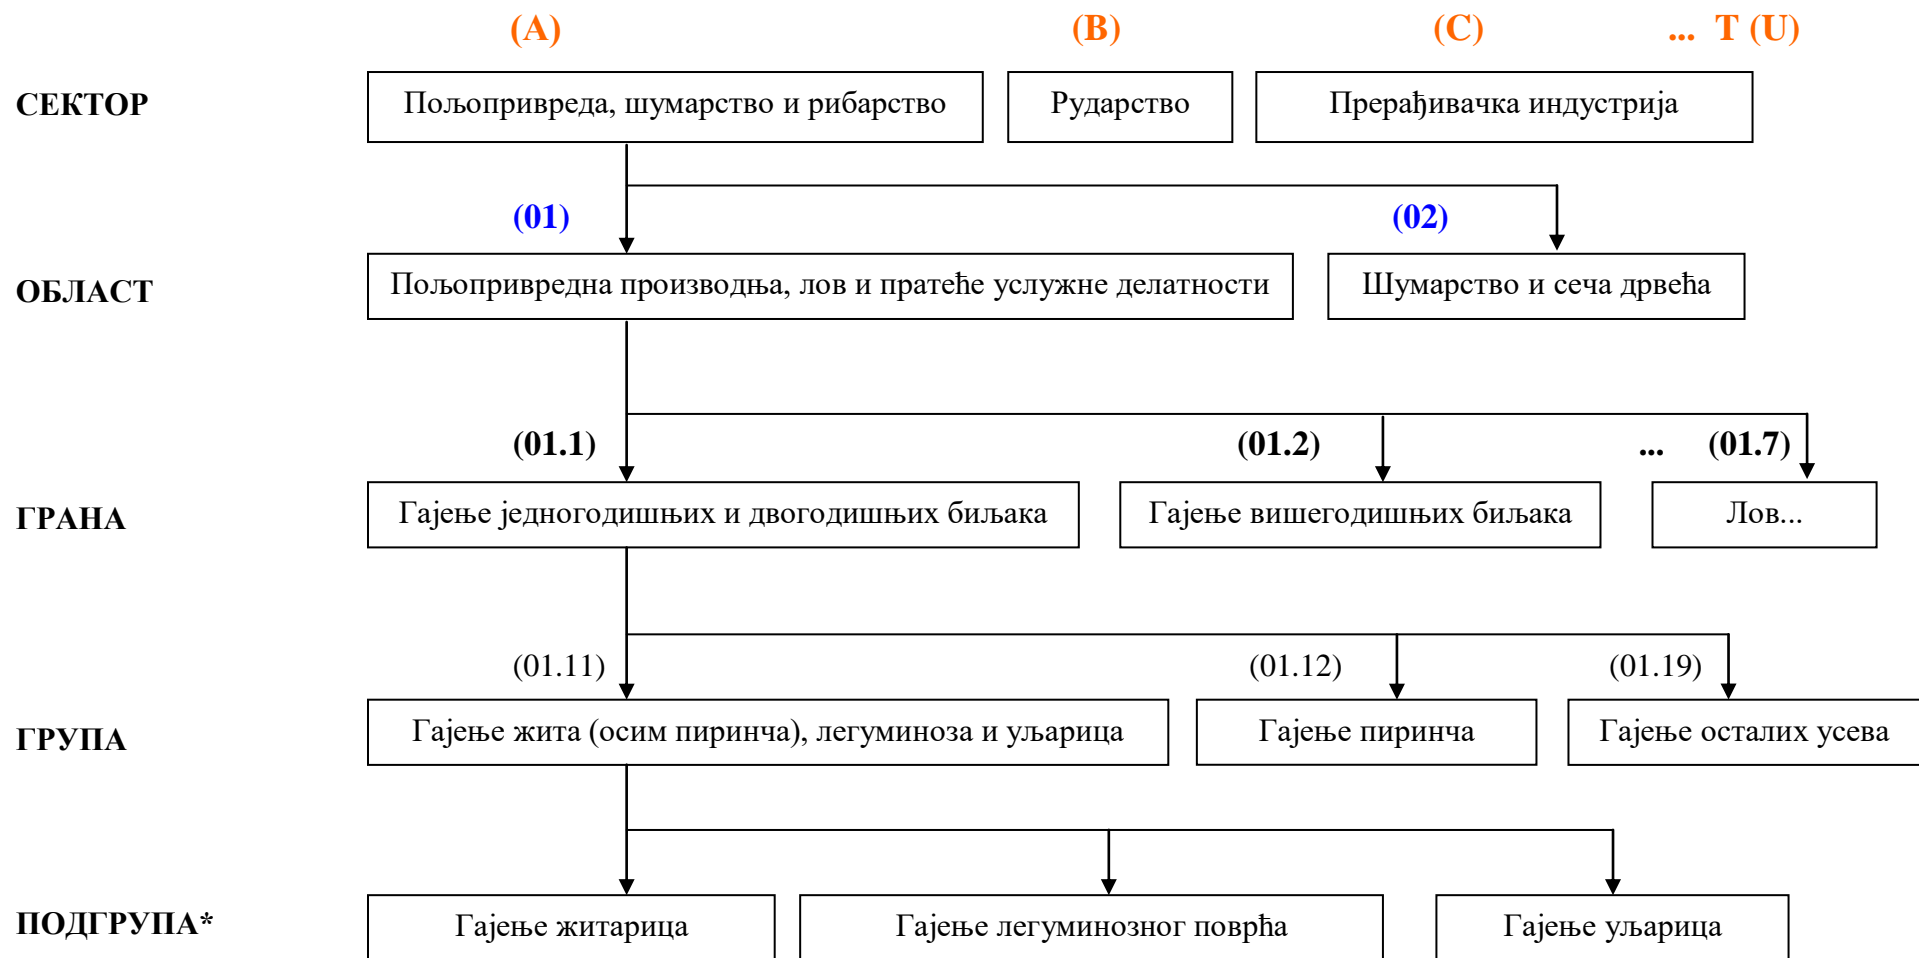 (A) (B) (C) ... T (U)
СЕКТОР Пољопривреда, шумарство и рибарство Рударство Прерађивачка индустрија
(01) (02)
ОБЛАСТ Пољопривредна производња, лов и пратеће услужне делатности Шумарство и сеча дрвећа
(01.1) (01.2) ... (01.7)
ГРАНА Гајење једногодишњих и двогодишњих биљака Гајење вишегодишњих биљака Лов...
(01.11) (01.12) (01.19)
ГРУПА Гајење жита (осим пиринча), легуминоза и уљарица Гајење пиринча Гајење осталих усева
ПОДГРУПА* Гајење житарица Гајење легуминозног поврћа Гајење уљарица